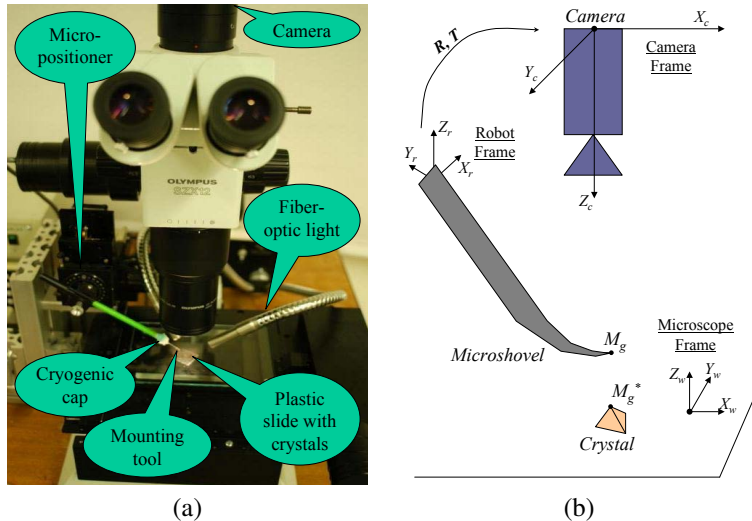 Micro-
positioner
Camera
OLYMPUS
SZX12
Fiber-
optic light
Cryogenic
cap
Mounting
tool
Plastic
slide with
crystals
(a)
Camera
X_c
Camera
Frame
Y_c
Z_c
R, T
Z_r
Y_r
X_r
Robot
Frame
Microshovel
M_g
Microscope
Frame
Z_w
Y_w
X_w
M_g*
Crystal
(b)